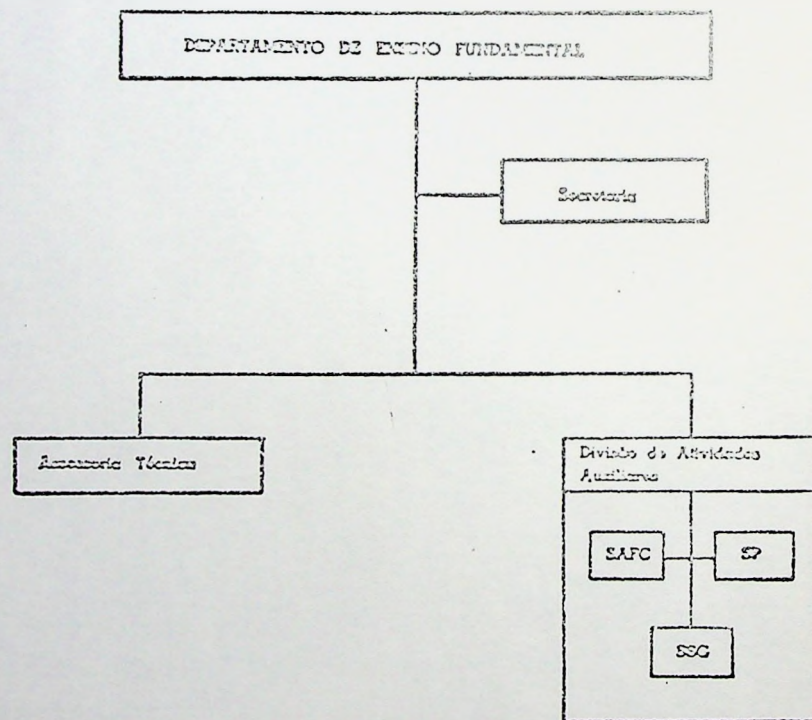 DEPARTAMENTO DE ENSINO FUNDAMENTAL
Secretaria
Assessoria Técnica
Divisão de Atividades
Auxiliares
SAFC
SP
SSG